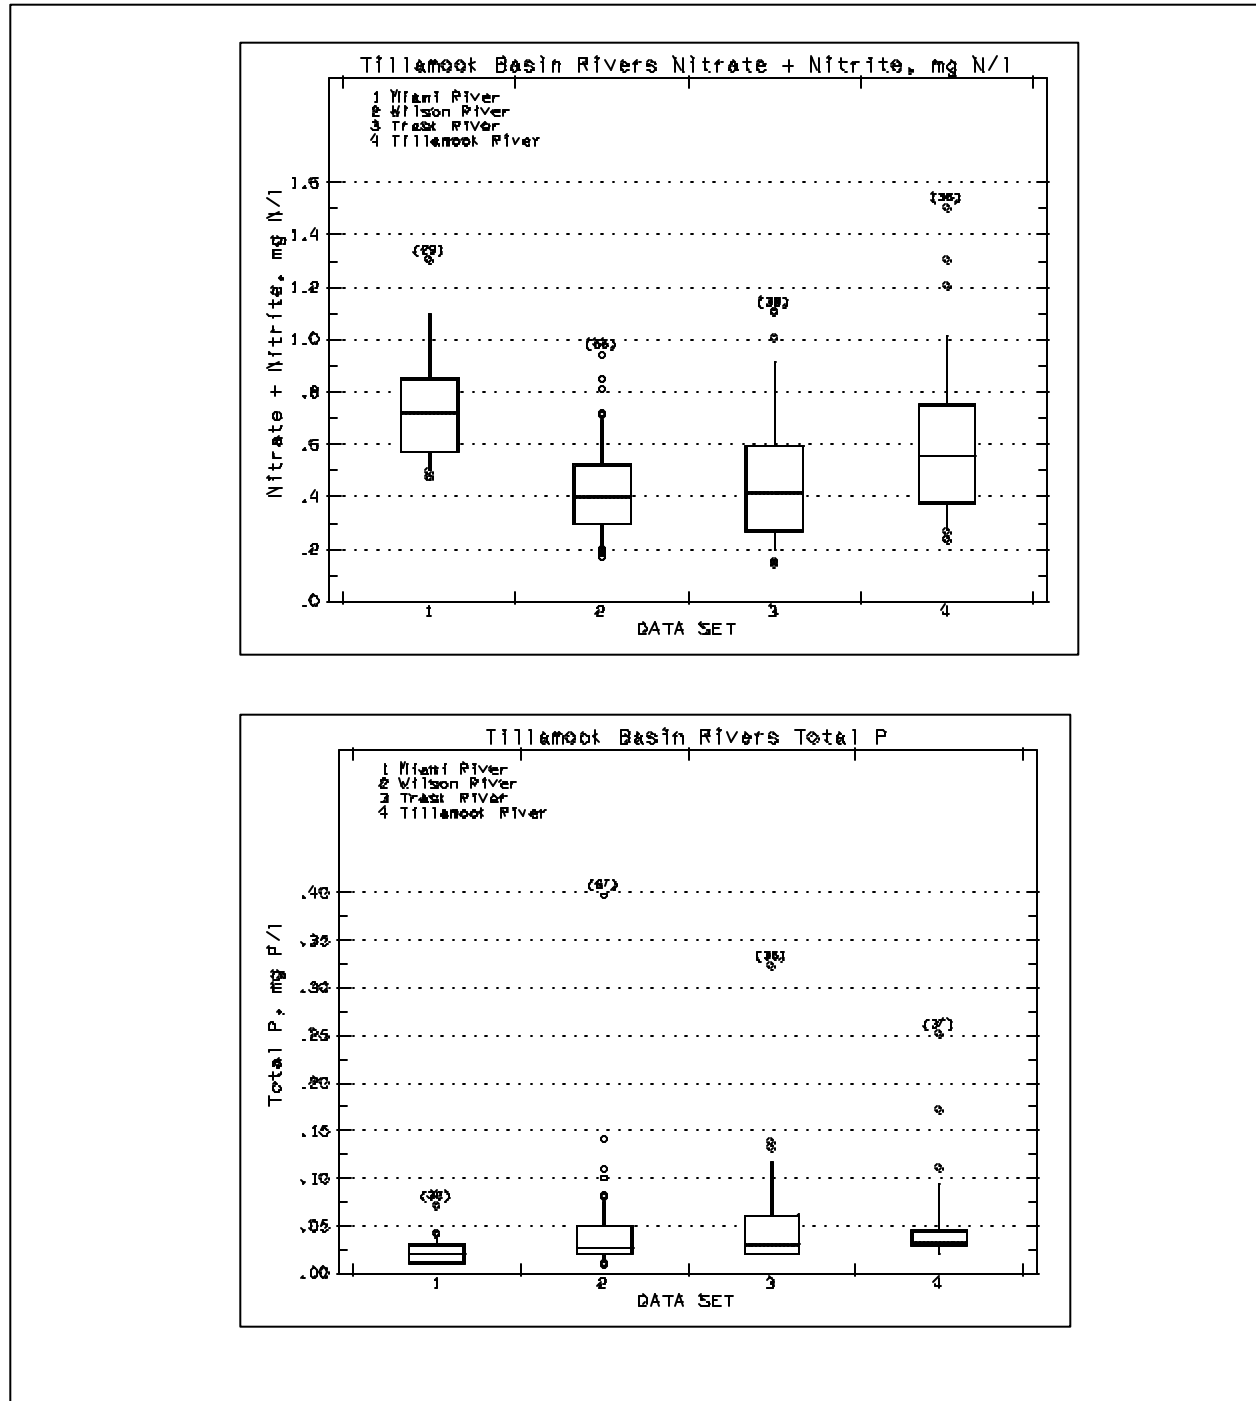 Tillamook Basin Rivers Nitrate + Nitrite, mg N/l
1 Miami River
2 Wilson River
3 Trask River
4 Tillamook River
Nitrate + Nitrite, mg N/l
1.6
1.4
1.2
1.0
.8
.6
.4
.2
.0
1 2 3 4
DATA SET
Tillamook Basin Rivers Total P
1 Miami River
2 Wilson River
3 Trask River
4 Tillamook River
Total P, mg P/l
.40
.35
.30
.25
.20
.15
.10
.05
.00
1 2 3 4
DATA SET